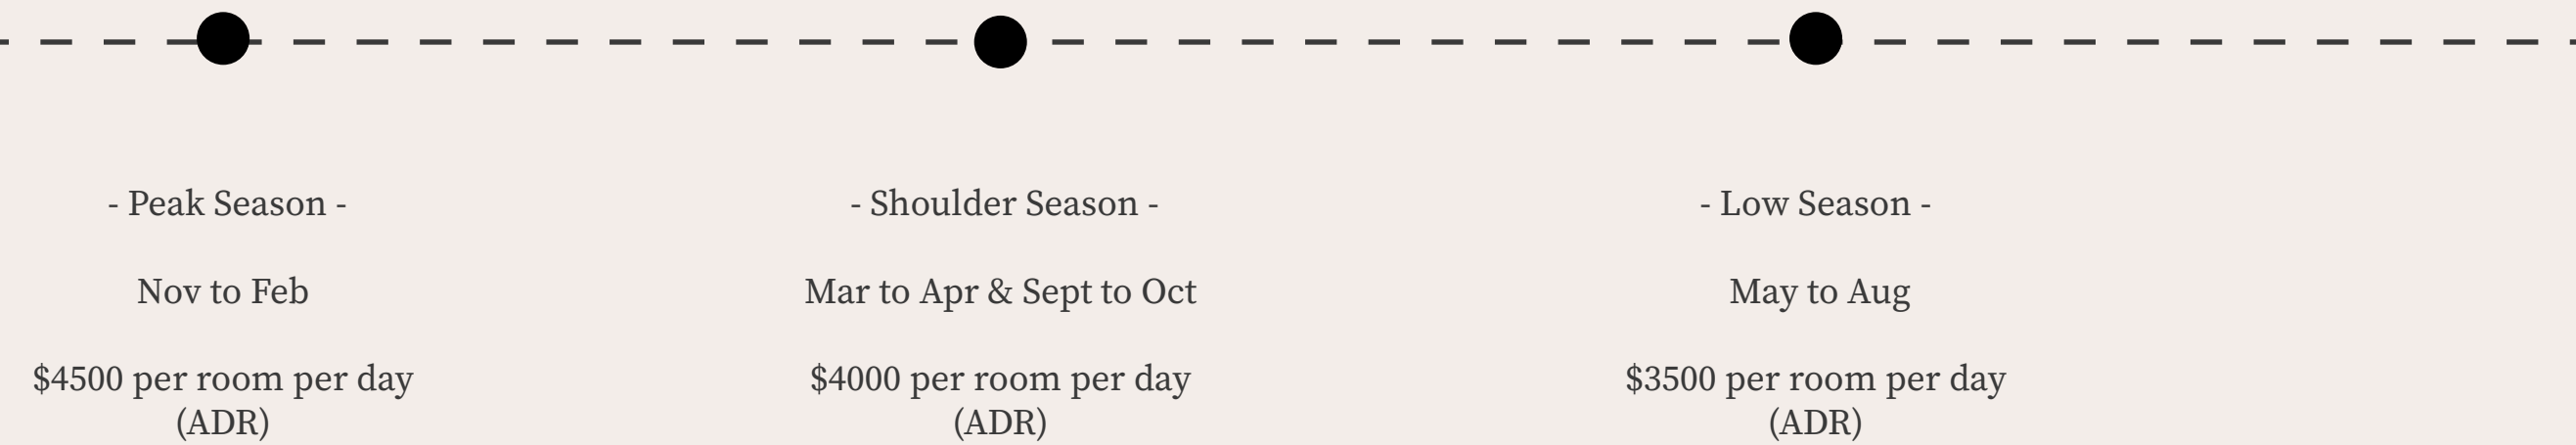 - Peak Season -
Nov to Feb
$4500 per room per day
(ADR)
- Shoulder Season -
Mar to Apr & Sept to Oct
$4000 per room per day
(ADR)
- Low Season -
May to Aug
$3500 per room per day
(ADR)